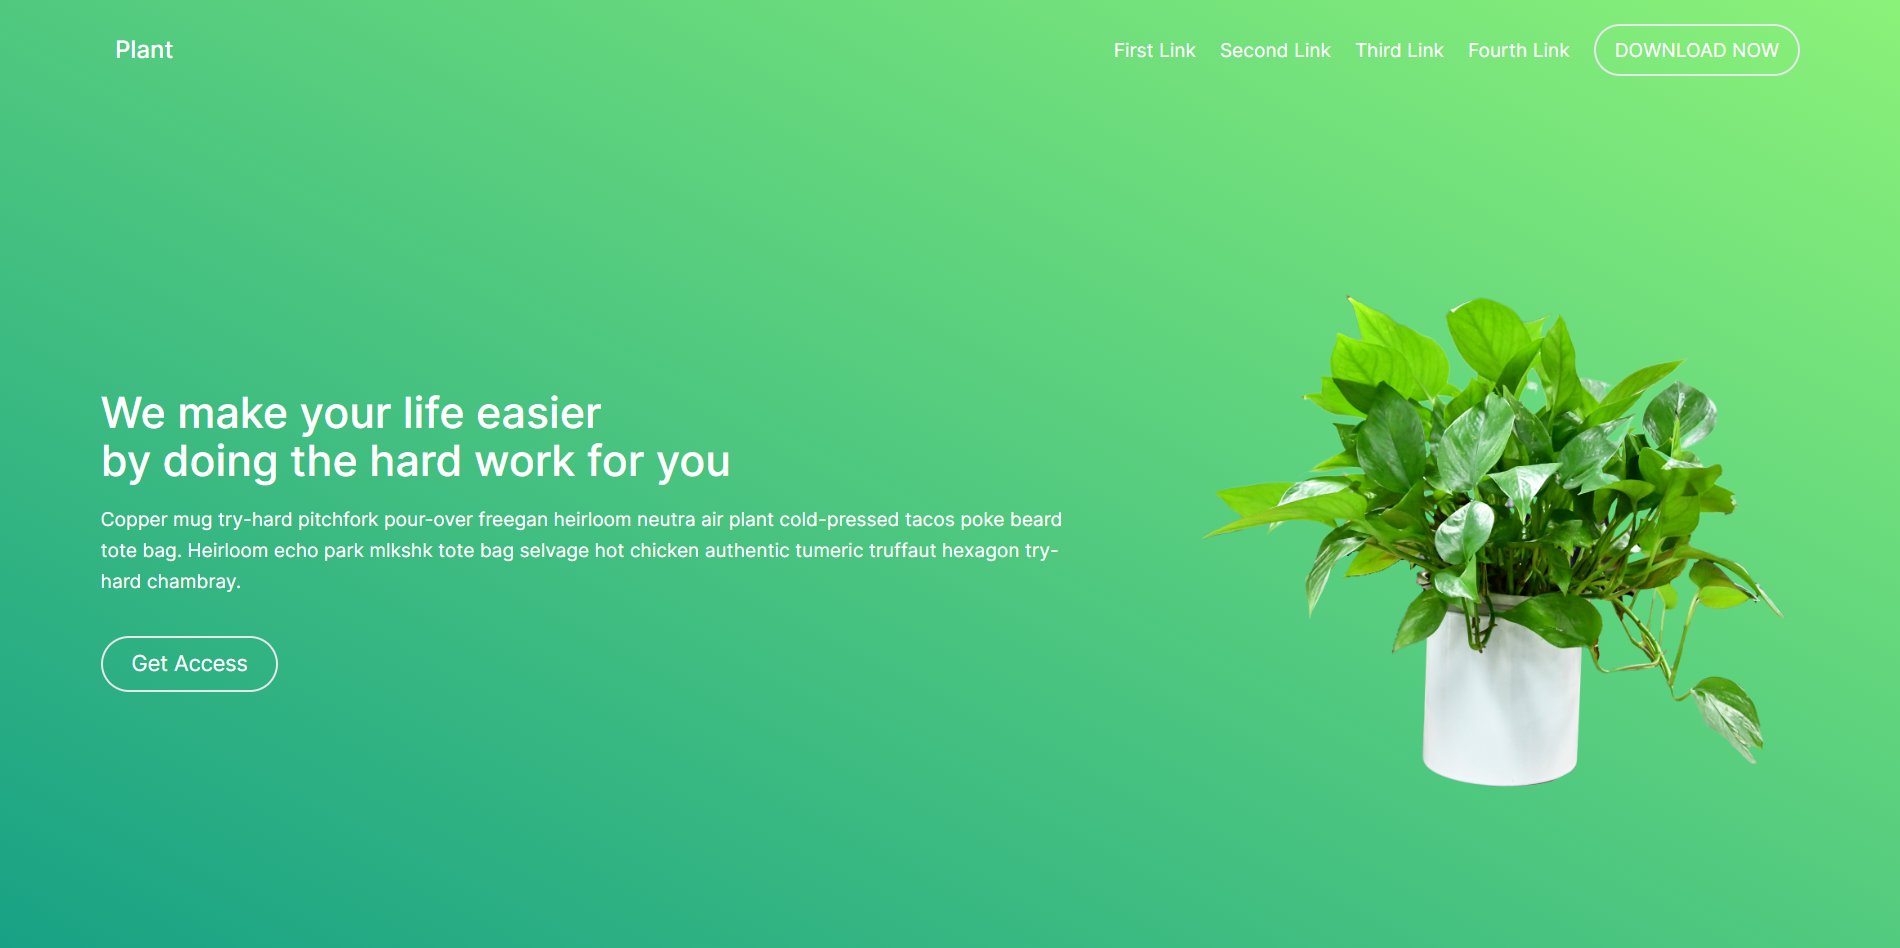 Plant
First Link
Second Link
Third Link
Fourth Link
DOWNLOAD NOW
We make your life easier
by doing the hard work for you
Copper mug try-hard pitchfork pour-over freegan heirloom neutra air plant cold-pressed tacos poke beard
tote bag. Heirloom echo park mlkshk tote bag selvage hot chicken authentic tumeric truffaut hexagon try-
hard chambray.
Get Access